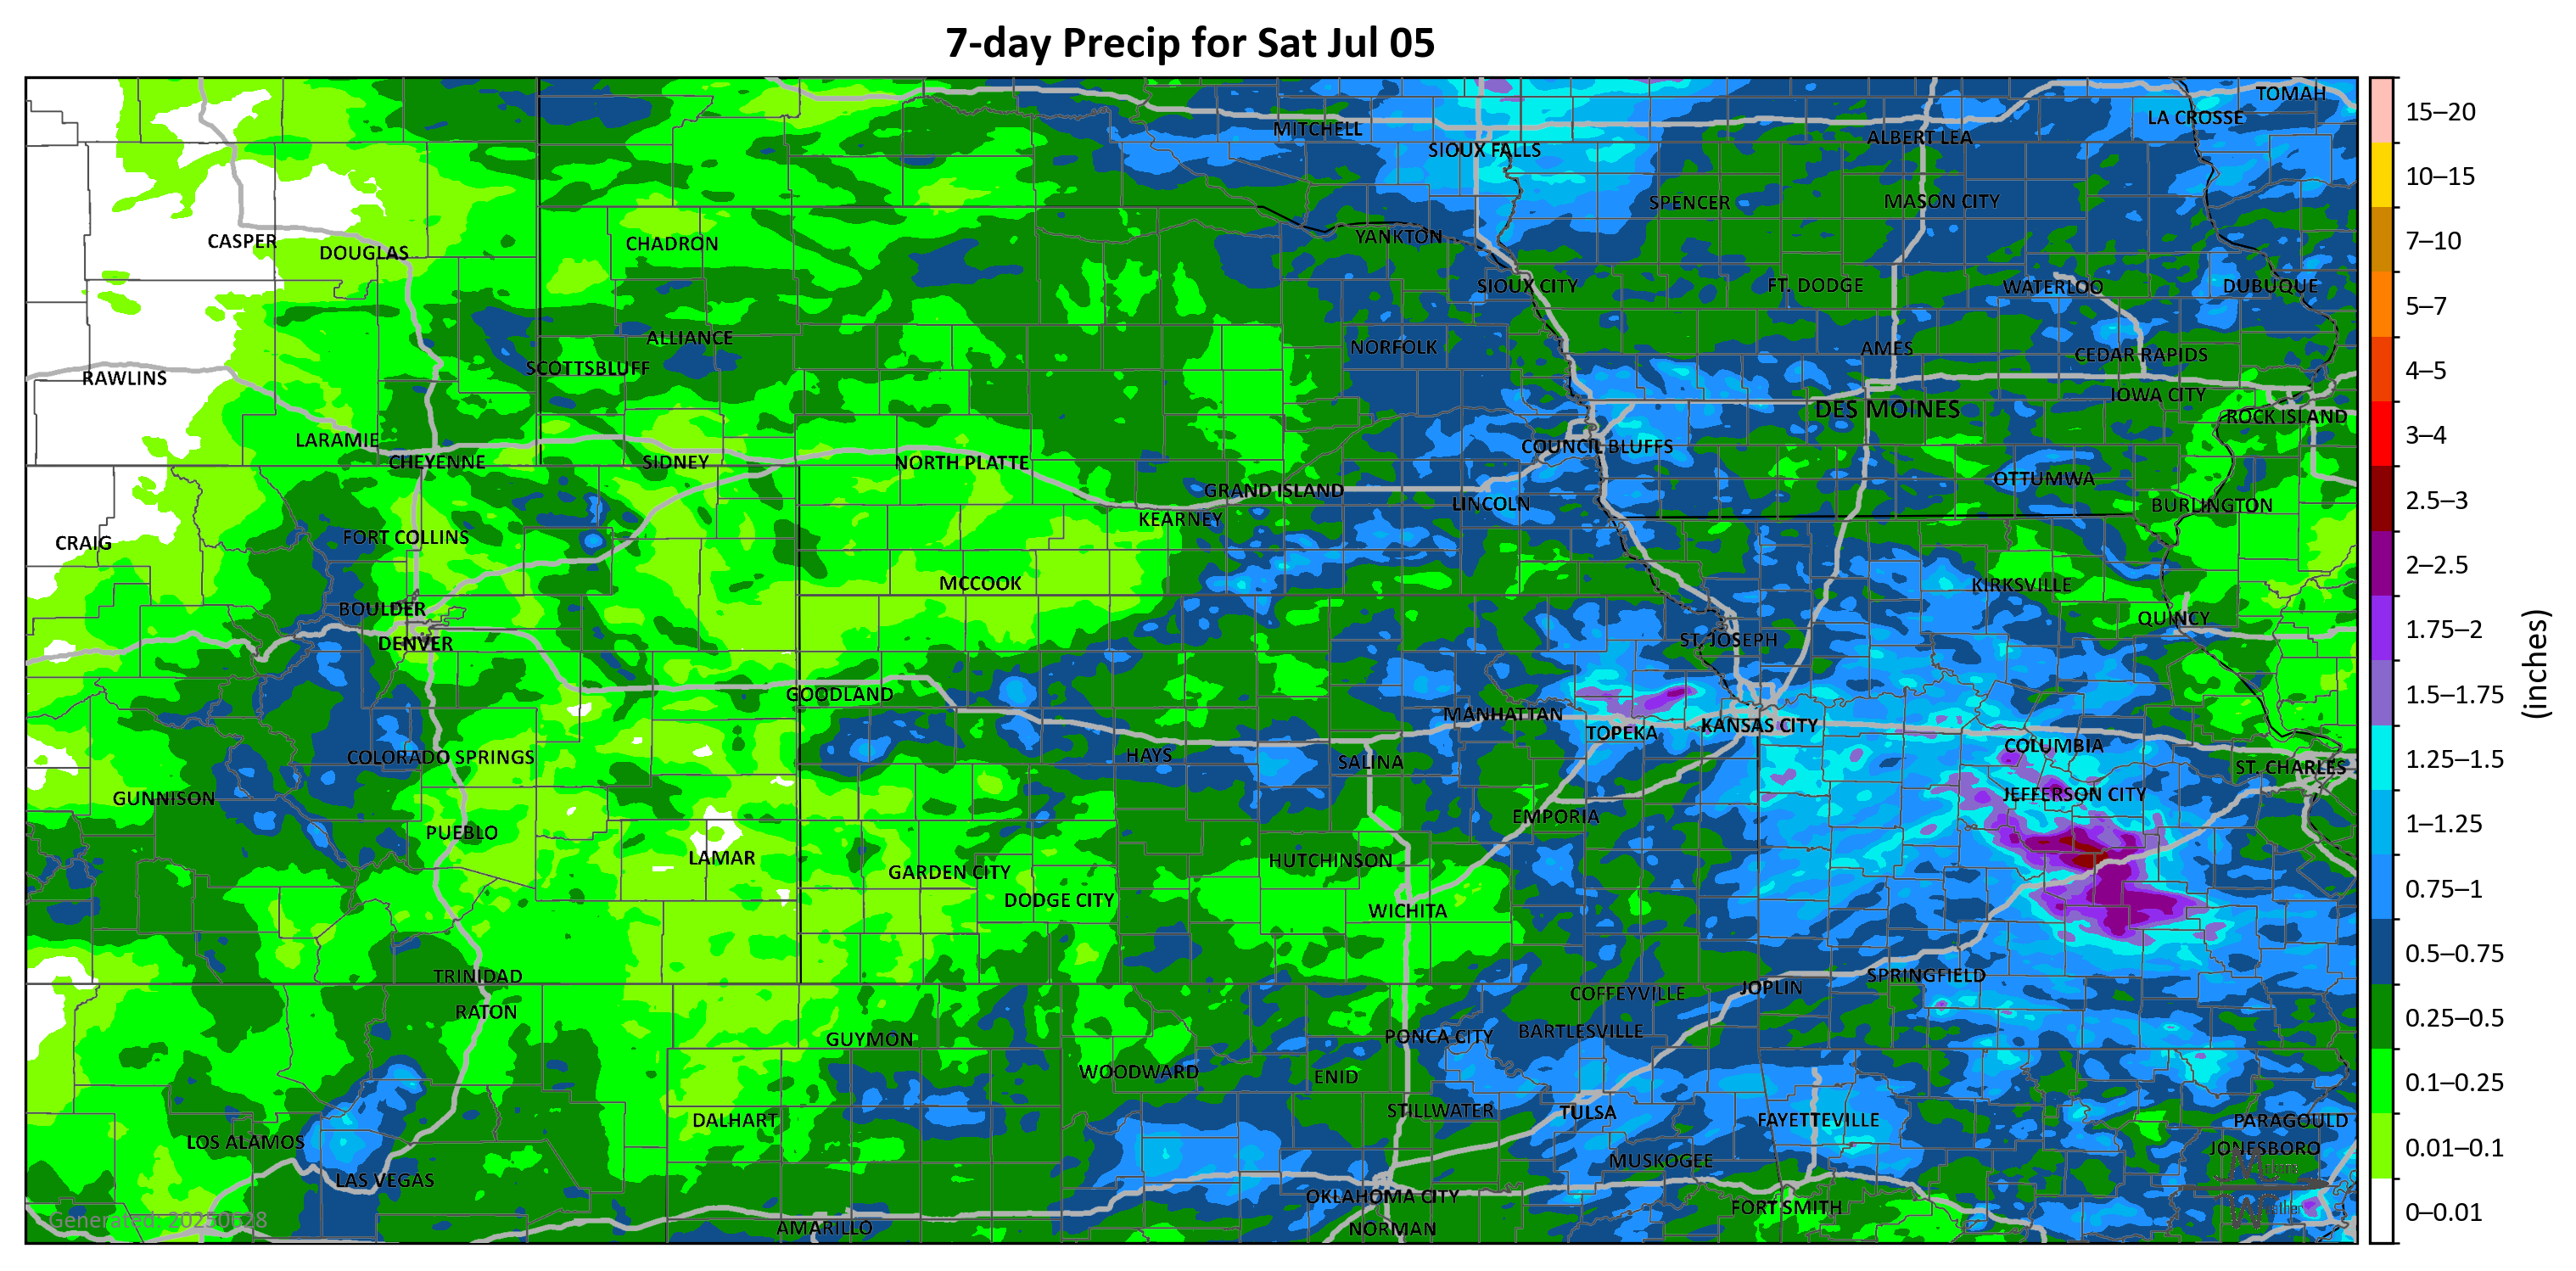 7-day Precip for Sat Jul 05
TOMAH
LA CROSSE
MITCHELL
ALBERT LEA
SIOUX FALLS
SPENCER
MASON CITY
CASPER
DOUGLAS
CHADRON
YANKTON
SIOUX CITY
FT. DODGE
WATERLOO
DUBUQUE
ALLIANCE
NORFOLK
AMES
CEDAR RAPIDS
SCOTTSBLUFF
RAWLINS
IOWA CITY
DES MOINES
ROCK ISLAND
LARAMIE
COUNCIL BLUFFS
CHEYENNE
SIDNEY
NORTH PLATTE
OTTUMWA
GRAND ISLAND
LINCOLN
BURLINGTON
KEARNEY
FORT COLLINS
CRAIG
MCCOOK
KIRKSVILLE
BOULDER
QUINCY
DENVER
ST. JOSEPH
GOODLAND
MANHATTAN
KANSAS CITY
TOPEKA
COLUMBIA
HAYS
COLORADO SPRINGS
SALINA
ST. CHARLES
GUNNISON
JEFFERSON CITY
EMPORIA
PUEBLO
LAMAR
HUTCHINSON
GARDEN CITY
DODGE CITY
WICHITA
TRINIDAD
SPRINGFIELD
JOPLIN
COFFEYVILLE
RATON
BARTLESVILLE
PONCA CITY
GUYMON
WOODWARD
ENID
STILLWATER
TULSA
DALHART
FAYETTEVILLE
PARAGOULD
LOS ALAMOS
JONESBORO
MUSKOGEE
LAS VEGAS
OKLAHOMA CITY
FORT SMITH
Generated: 20250628
AMARILLO
NORMAN
15–20
10–15
7–10
5–7
4–5
3–4
2.5–3
2–2.5
1.75–2
1.5–1.75
1.25–1.5
1–1.25
0.75–1
0.5–0.75
0.25–0.5
0.1–0.25
0.01–0.1
0–0.01
(inches)